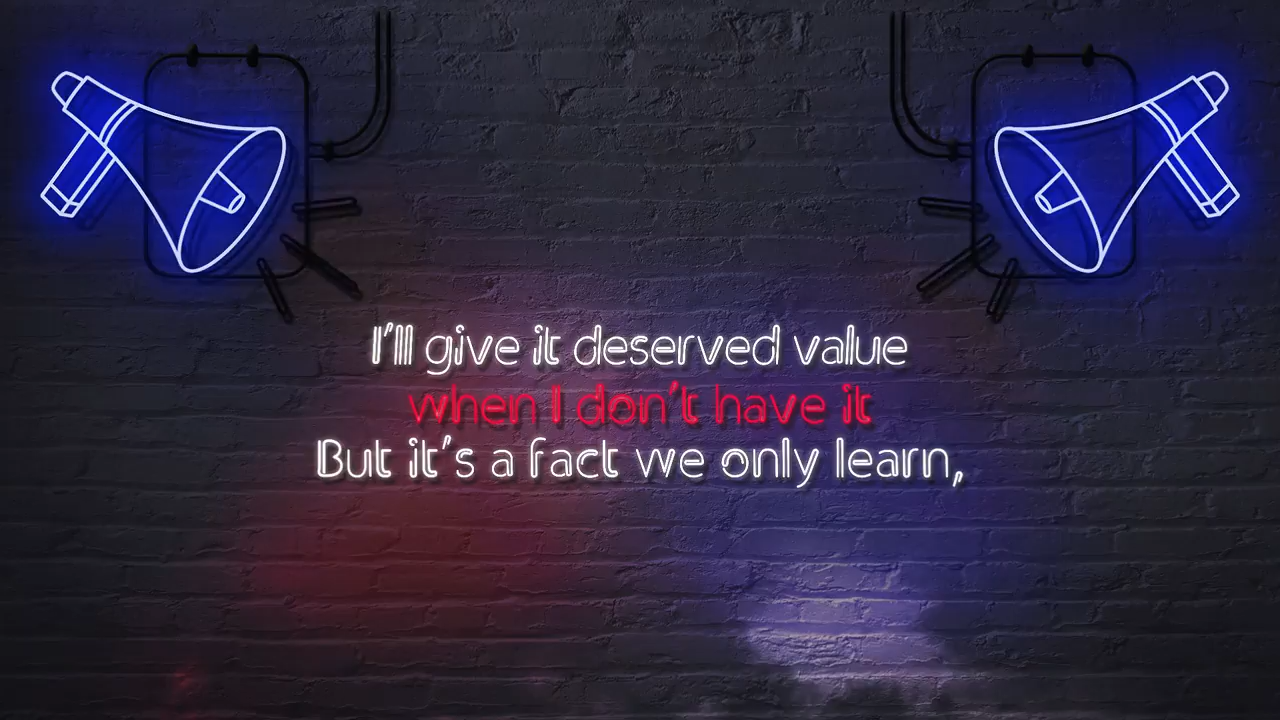 I'll give it deserved value
when I don't have it
But it's a fact we only learn,